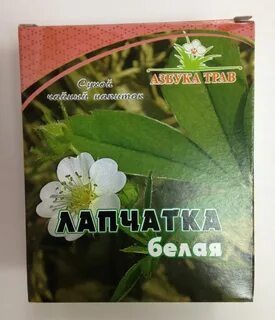 АЗБУКА ТРАВ
Сухой
чайный напиток
ЛАПЧАТКА
белая